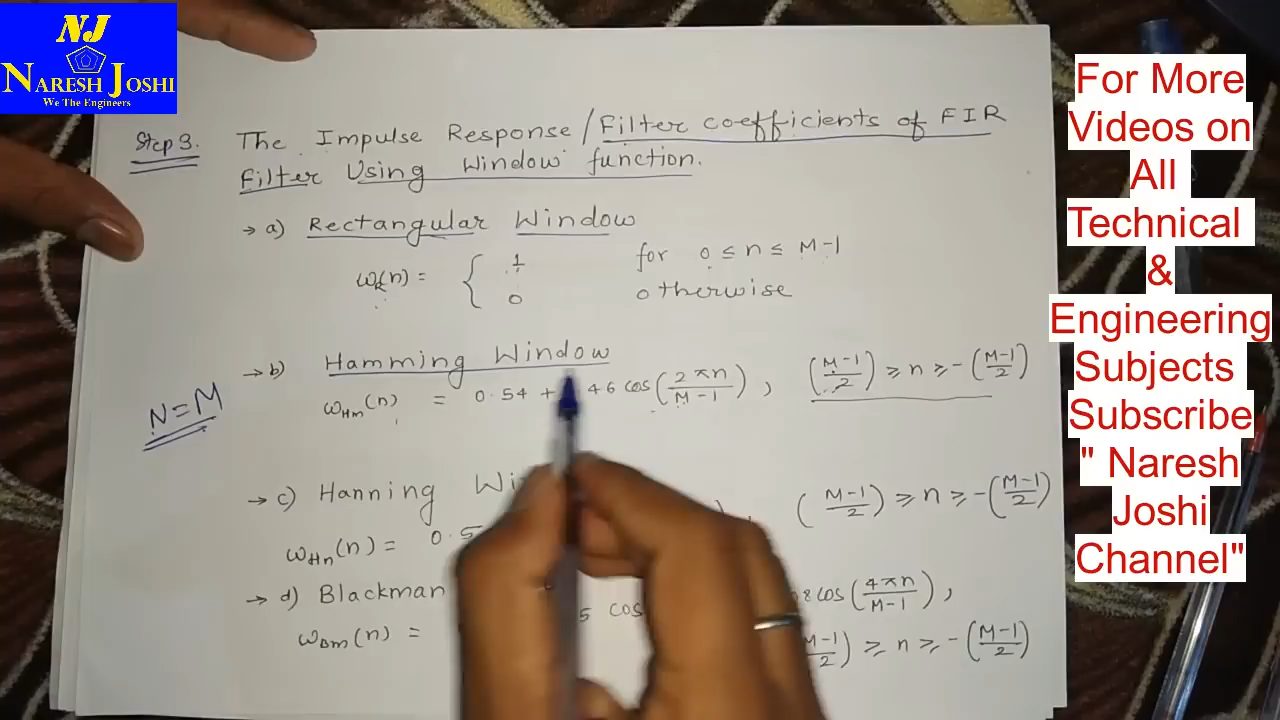 NJ
NARESH JOSHI
We The Engineers
Step 3. The Impulse Response / Filter coefficients of FIR
Filter Using Window function.
→ a) Rectangular Window
ωR(n) = { 1 for 0 ≤ n ≤ M-1
0 otherwise
→ b) Hamming Window
ωHm(n) = 0.54 + 46 cos (2πn / M-1), (M-1 / 2) ≥ n ≥ -(M-1 / 2)
N=M
→ c) Hanning Wi
ωHn(n) = 0.5 ), (M-1 / 2) ≥ n ≥ -(M-1 / 2)
→ d) Blackman
ωBm(n) = 5 cos 8 cos (4πn / M-1),
M-1 / 2) ≥ n ≥ -(M-1 / 2)
For More
Videos on
All
Technical
&
Engineering
Subjects
Subscribe
" Naresh
Joshi
Channel"